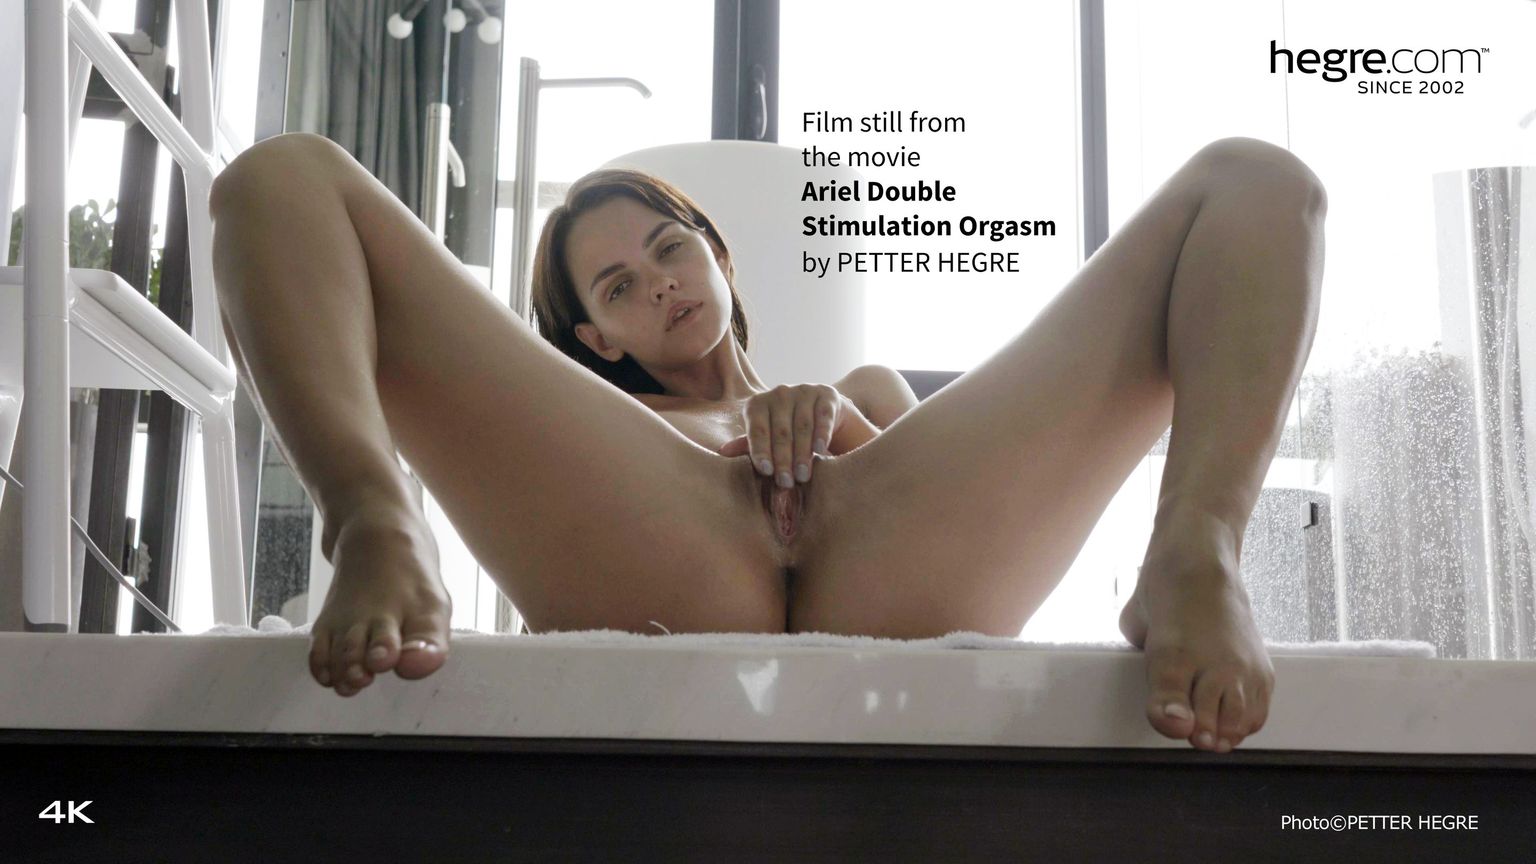 hegre.com™
SINCE 2002
Film still from
the movie
Ariel Double
Stimulation Orgasm
by PETTER HEGRE
4K
Photo©PETTER HEGRE